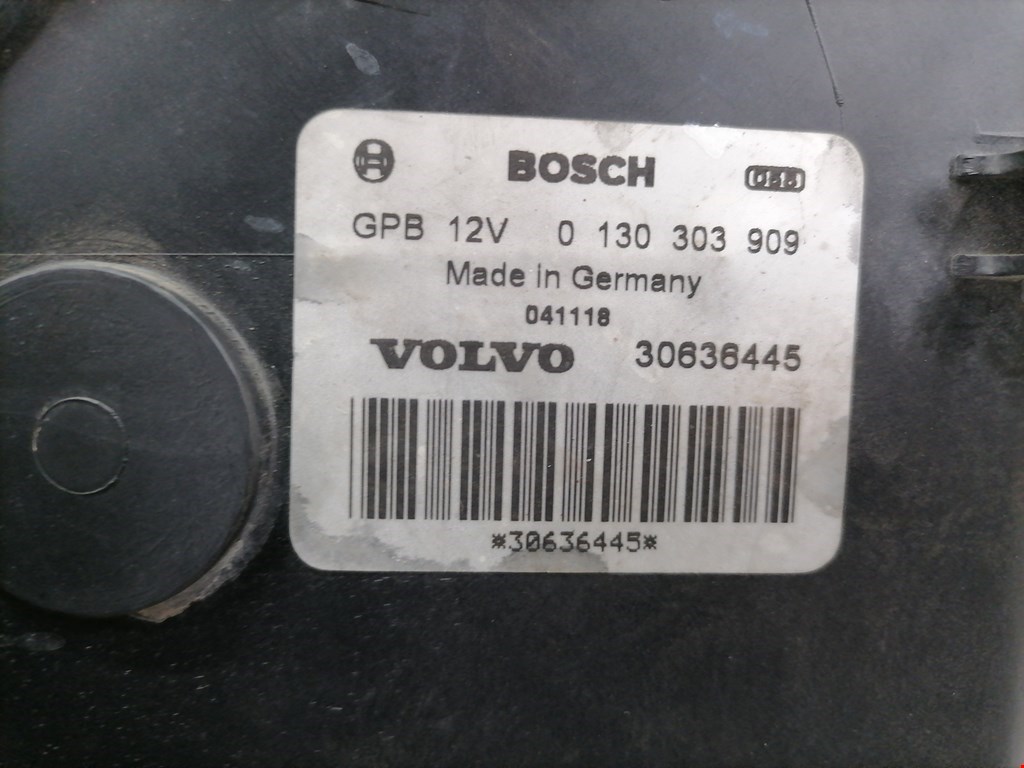 BOSCH
GPB 12V 0 130 303 909
Made in Germany
041118
VOLVO 30636445
*30636445*